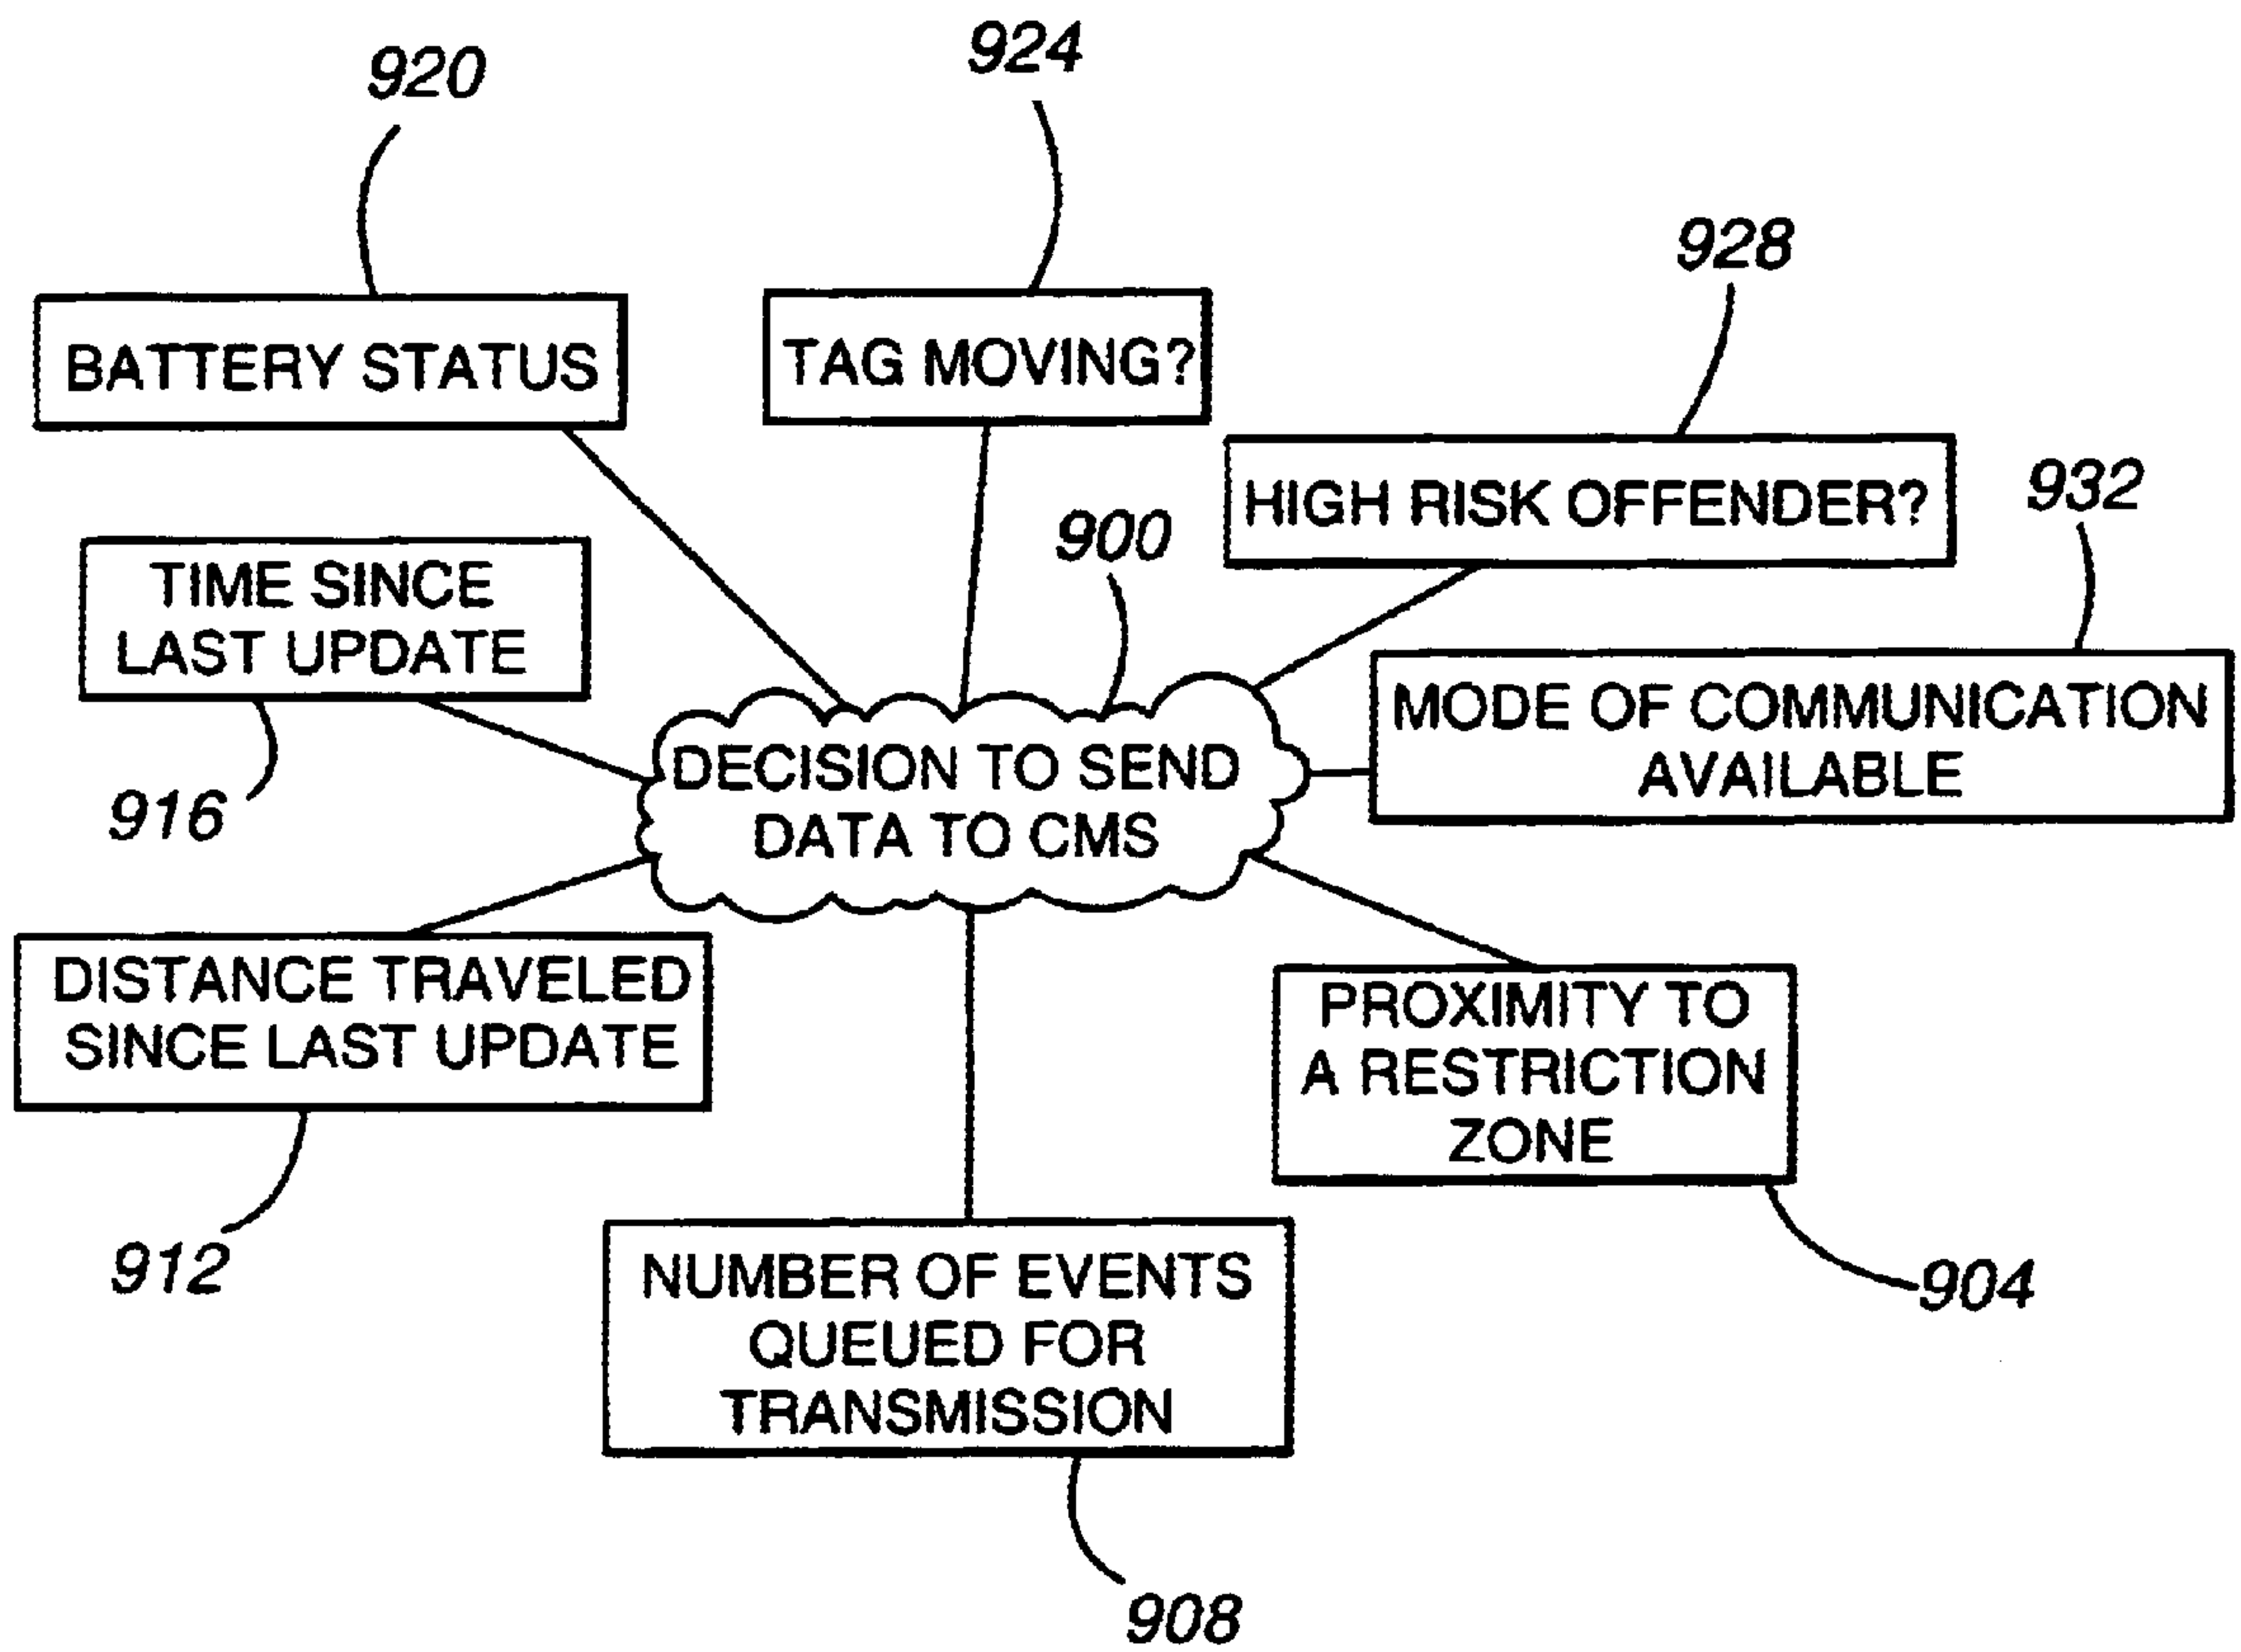 924
920
928
BATTERY STATUS
TAG MOVING?
HIGH RISK OFFENDER?
932
900
TIME SINCE
LAST UPDATE
MODE OF COMMUNICATION
AVAILABLE
916
DECISION TO SEND
DATA TO CMS
DISTANCE TRAVELED
SINCE LAST UPDATE
PROXIMITY TO
A RESTRICTION
ZONE
912
904
NUMBER OF EVENTS
QUEUED FOR
TRANSMISSION
908